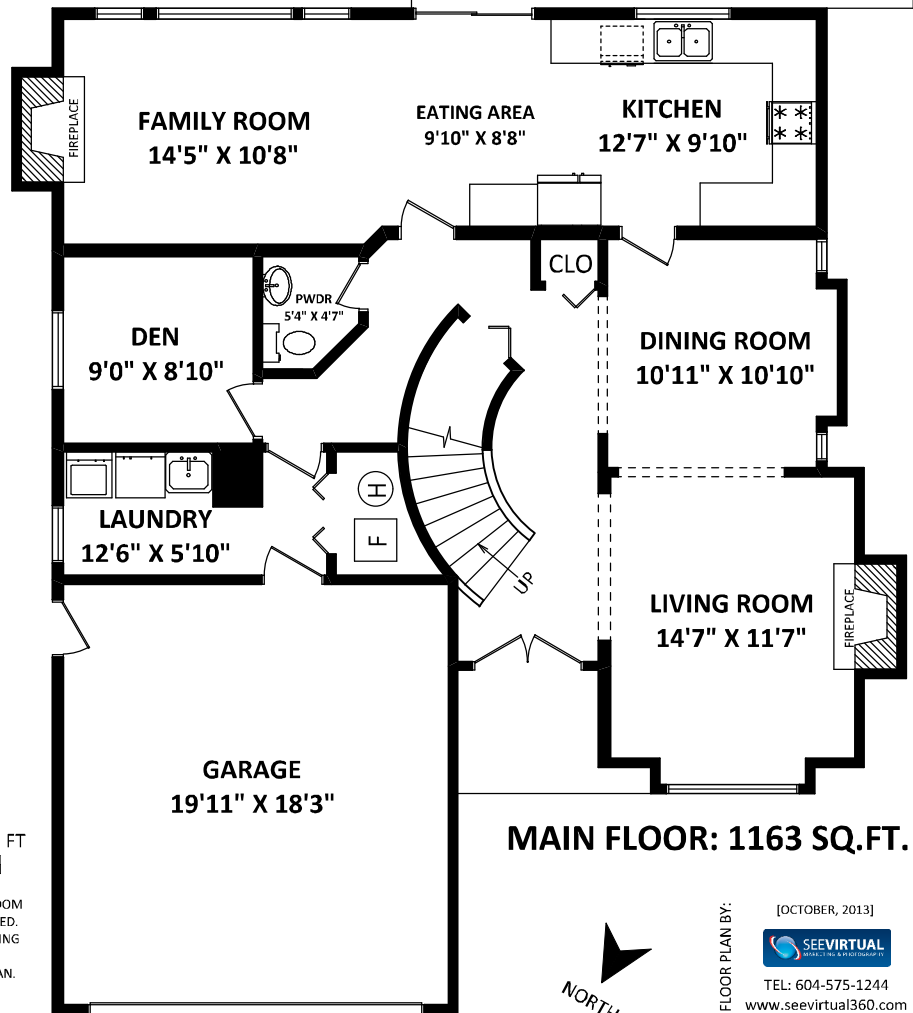 FIREPLACE
FAMILY ROOM
14'5" X 10'8"
EATING AREA
9'10" X 8'8"
KITCHEN
12'7" X 9'10"
CLO
PWDR
5'4" X 4'7"
DEN
9'0" X 8'10"
DINING ROOM
10'11" X 10'10"
LAUNDRY
12'6" X 5'10"
H
F
UP
LIVING ROOM
14'7" X 11'7"
FIREPLACE
GARAGE
19'11" X 18'3"
MAIN FLOOR: 1163 SQ.FT.
FT
OOM
ED.
ING
AN.
NORTH
FLOOR PLAN BY:
[OCTOBER, 2013]
SEEVIRTUAL
MARKETING & PHOTOGRAPHY
TEL: 604-575-1244
www.seevirtual360.com